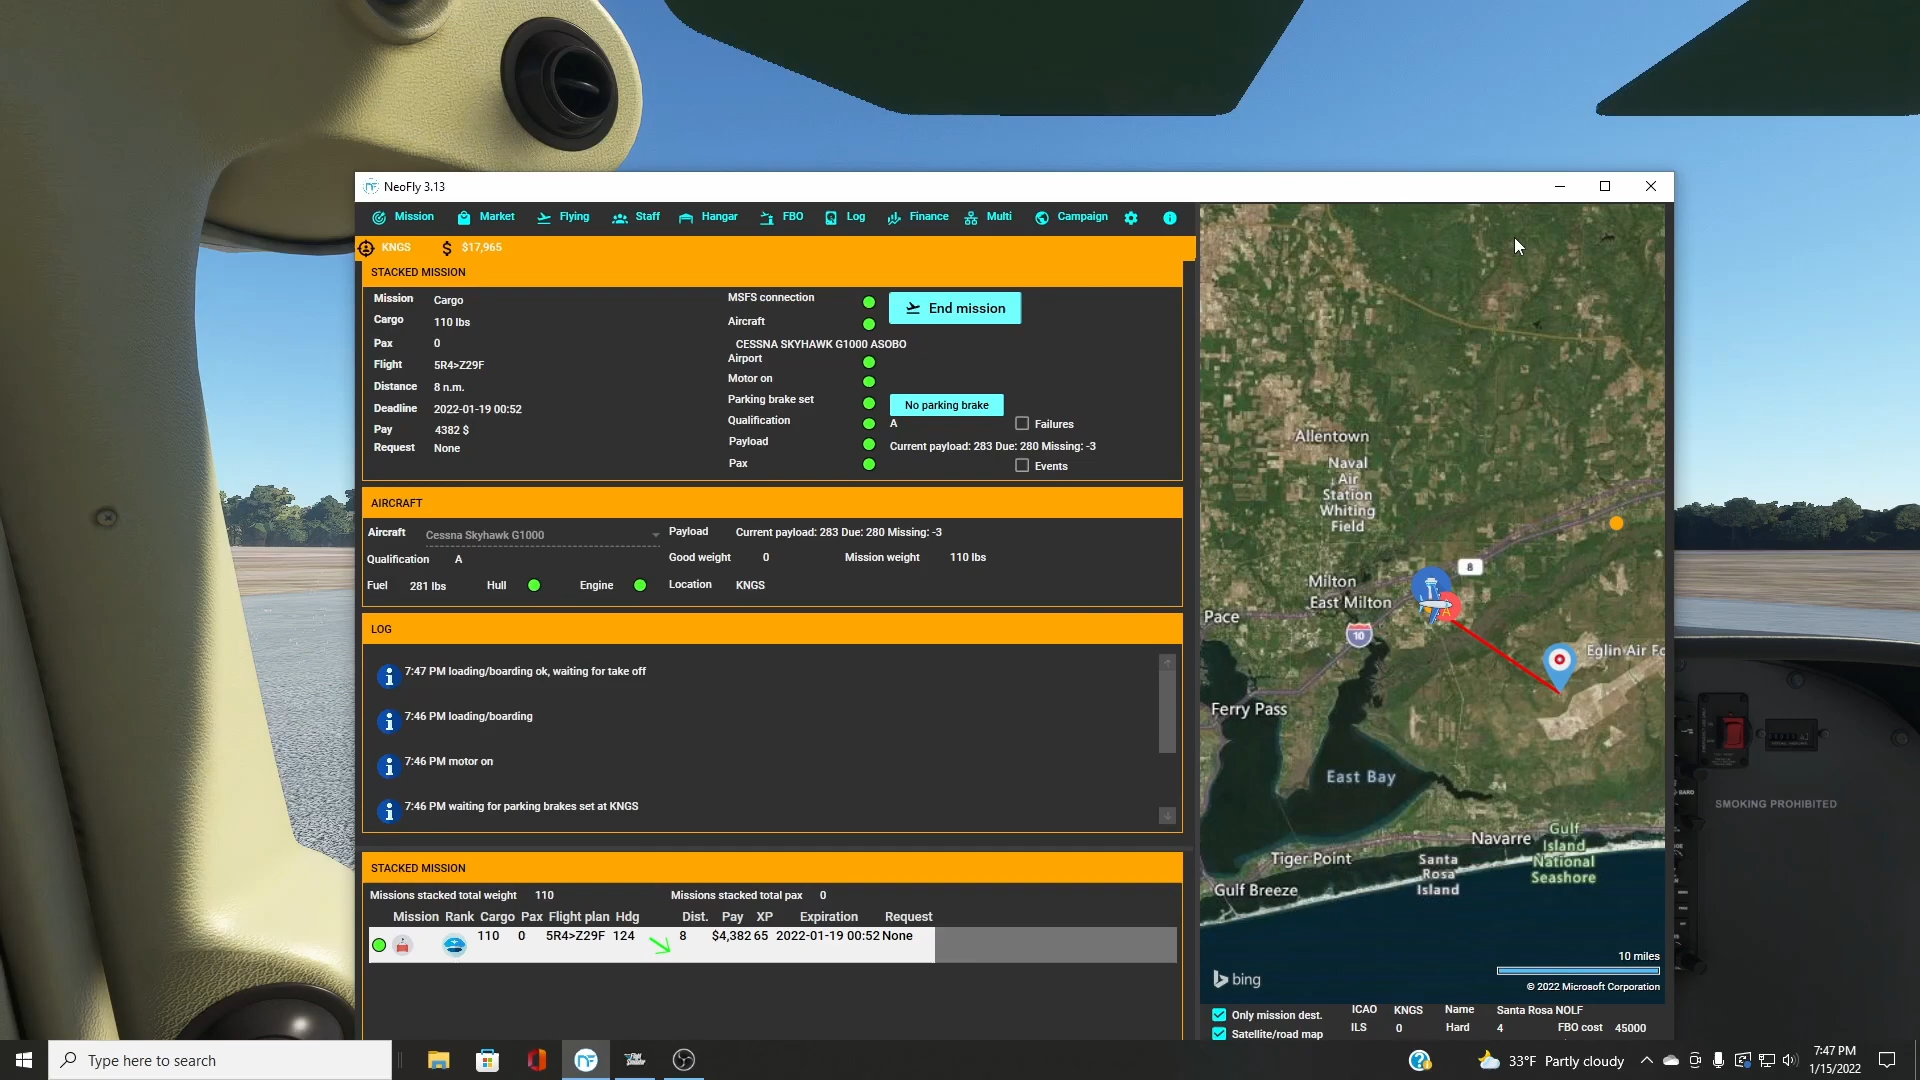 NeoFly 3.13
Mission Market Flying Staff Hangar FBO Log Finance Multi Campaign
KNGS $ $17,965
STACKED MISSION
Mission Cargo
Cargo 110 lbs
Pax 0
Flight 5R4>Z29F
Distance 8 n.m.
Deadline 2022-01-19 00:52
Pay 4382 $
Request None
MSFS connection
End mission
Aircraft
CESSNA SKYHAWK G1000 ASOBO
Airport
Motor on
Parking brake set No parking brake
Qualification A Failures
Payload Current payload: 283 Due: 280 Missing: -3
Pax Events
AIRCRAFT
Aircraft Cessna Skyhawk G1000 Payload Current payload: 283 Due: 280 Missing: -3
Qualification A Good weight 0 Mission weight 110 lbs
Fuel 281 lbs Hull Engine Location KNGS
LOG
7:47 PM loading/boarding ok, waiting for take off
7:46 PM loading/boarding
7:46 PM motor on
7:46 PM waiting for parking brakes set at KNGS
STACKED MISSION
Missions stacked total weight 110 Missions stacked total pax 0
Mission Rank Cargo Pax Flight plan Hdg Dist. Pay XP Expiration Request
110 0 5R4>Z29F 124 8 $4,382 65 2022-01-19 00:52 None
Allentown
Naval
Air
Station
Whiting
Field
8
Milton
East Milton
A
Pace
10
Eglin Air Fo
Ferry Pass
East Bay
Navarre
Gulf
Island
National
Seashore
Tiger Point
Santa
Rosa
Island
Gulf Breeze
10 miles
bing
© 2022 Microsoft Corporation
Only mission dest. ICAO KNGS Name Santa Rosa NOLF
Satellite/road map ILS 0 Hard 4 FBO cost 45000
SMOKING PROHIBITED
Type here to search
33°F Partly cloudy
7:47 PM
1/15/2022